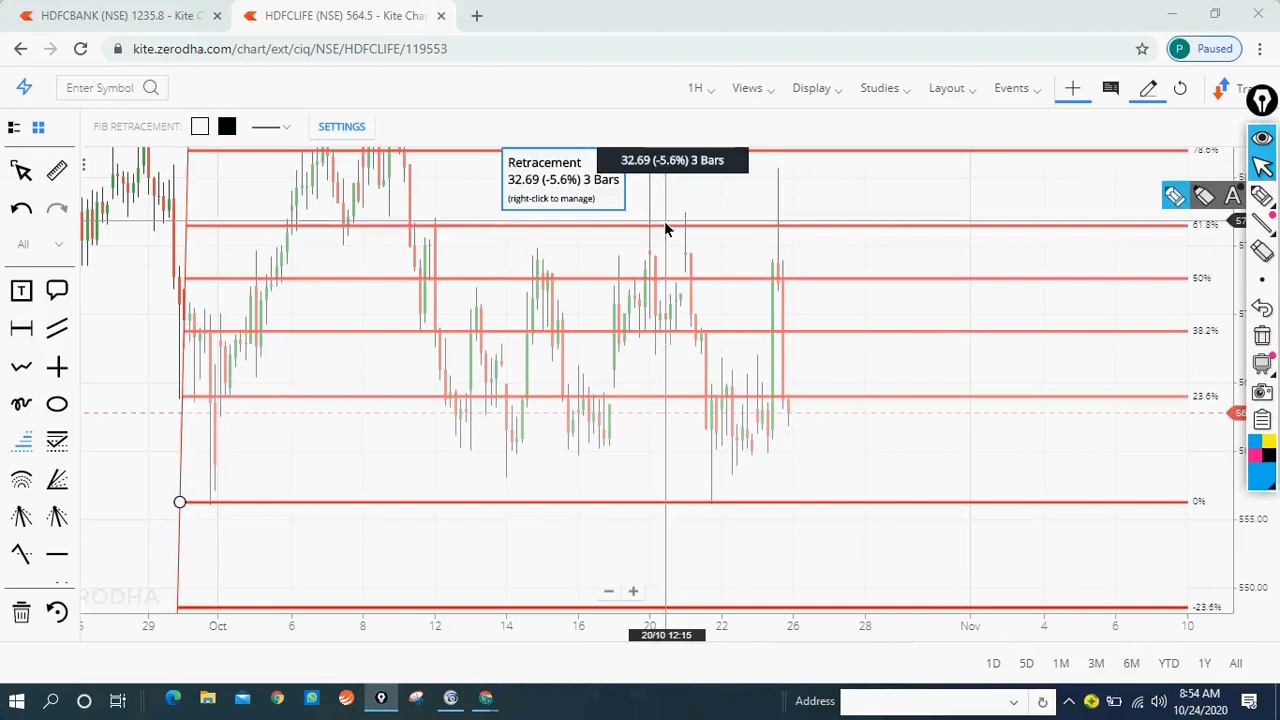 HDFCBANK (NSE) 1235.8 - Kite C
HDFCLIFE (NSE) 564.5 - Kite Char
kite.zerodha.com/chart/ext/ciq/NSE/HDFCLIFE/119553
P Paused
Enter Symbol
1H
Views
Display
Studies
Layout
Events
Tra
FIB RETRACEMENT:
SETTINGS
78.6%
Retracement
32.69 (-5.6%) 3 Bars
(right-click to manage)
32.69 (-5.6%) 3 Bars
A
57
61.8%
All
50%
T
38.2%
23.6%
56
0%
555.00
550.00
ZERODHA
-23.6%
29
Oct
6
8
12
14
16
20
22
26
28
Nov
4
6
10
20/10 12:15
1D
5D
1M
3M
6M
YTD
1Y
All
Address
8:54 AM
10/24/2020